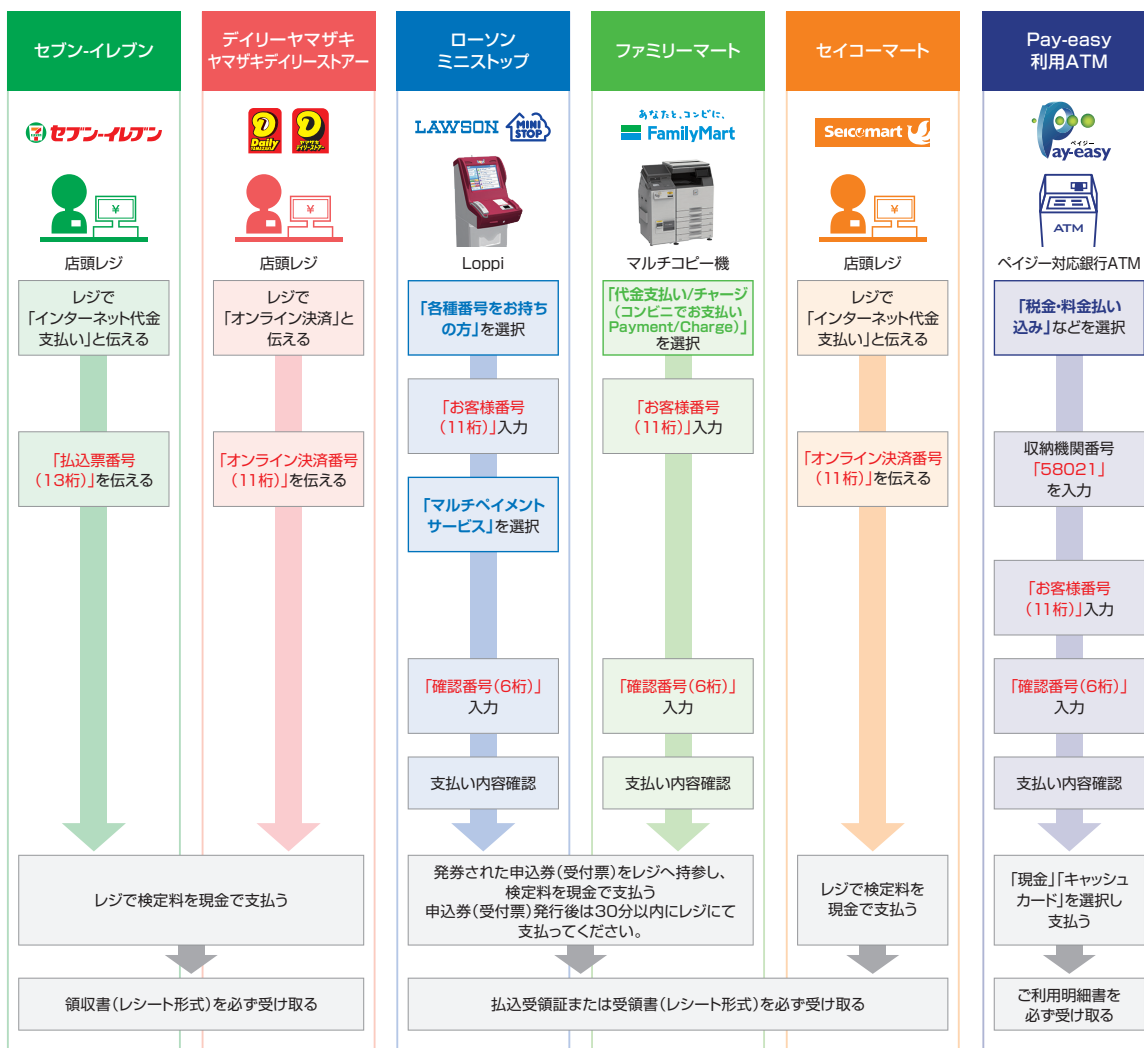 セブン-イレブン
セブン-イレブン
¥
店頭レジ
レジで
「インターネット代金
支払い」と伝える
「払込票番号
(13桁)」を伝える
デイリーヤマザキ
ヤマザキデイリーストアー
Daily
YAMAZAKI
ヤマザキ
デイリーストアー
¥
店頭レジ
レジで
「オンライン決済」と
伝える
「オンライン決済番号
(11桁)」を伝える
レジで検定料を現金で支払う
領収書(レシート形式)を必ず受け取る
ローソン
ミニストップ
LAWSON
MINI
STOP
Loppi
「各種番号をお持ち
の方」を選択
「お客様番号
(11桁)」入力
「マルチペイメント
サービス」を選択
「確認番号(6桁)」
入力
支払い内容確認
ファミリーマート
あなたと、コンビに、
FamilyMart
マルチコピー機
「代金支払い/チャージ
(コンビニでお支払い
Payment/Charge)」
を選択
「お客様番号
(11桁)」入力
「確認番号(6桁)」
入力
支払い内容確認
発券された申込券(受付票)をレジへ持参し、
検定料を現金で支払う
申込券(受付票)発行後は30分以内にレジにて
支払ってください。
セイコーマート
Seicomart
¥
店頭レジ
レジで
「インターネット代金
支払い」と伝える
「オンライン決済番号
(11桁)」を伝える
レジで検定料を
現金で支払う
払込受領証または受領書(レシート形式)を必ず受け取る
Pay-easy
利用ATM
ペイジー
Pay-easy
ATM
ペイジー対応銀行ATM
「税金・料金払い
込み」などを選択
収納機関番号
「58021」
を入力
「お客様番号
(11桁)」入力
「確認番号(6桁)」
入力
支払い内容確認
「現金」「キャッシュ
カード」を選択し
支払う
ご利用明細書を
必ず受け取る